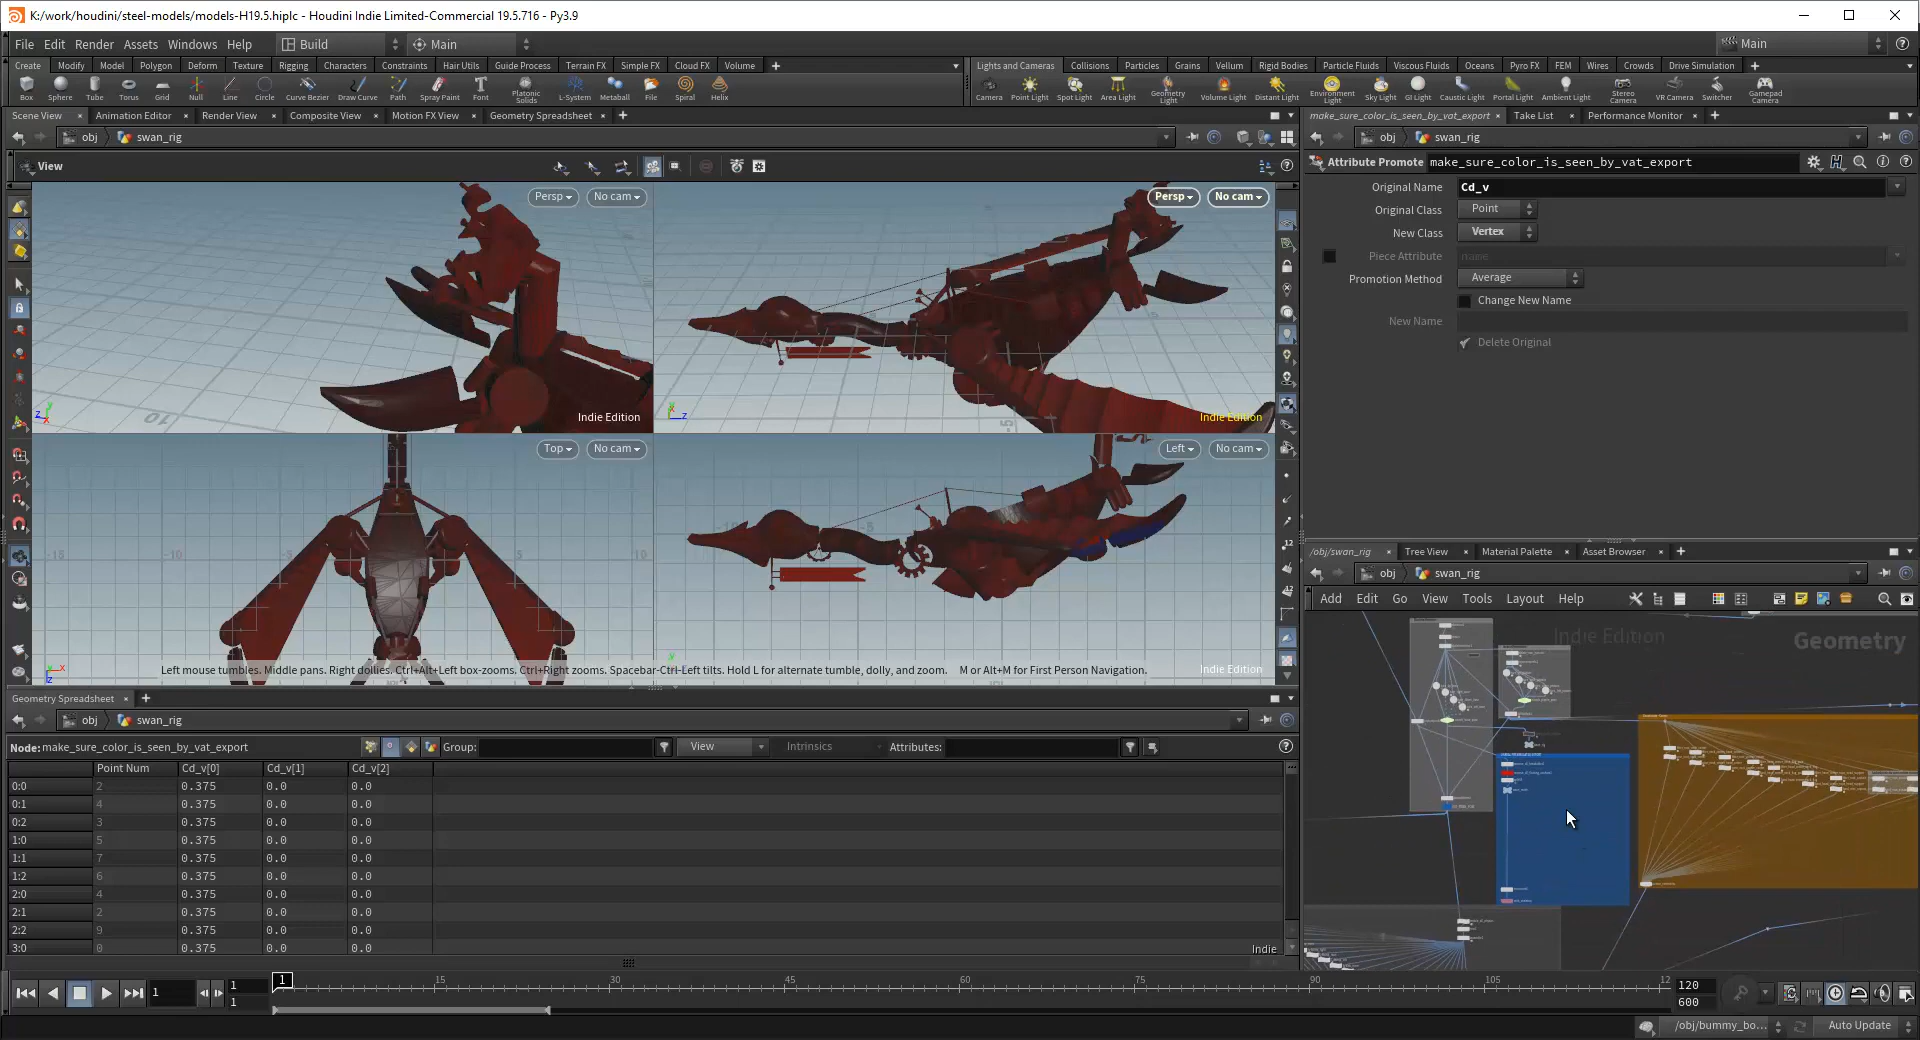 K:/work/houdini/steel-models/models-H19.5.hiplc - Houdini Indie Limited-Commercial 19.5.716 - Py3.9
File Edit Render Assets Windows Help Build Main Main
Create Modify Model Polygon Deform Texture Rigging Characters Constraints Hair Utils Guide Process Terrain FX Simple FX Cloud FX Volume
Lights and Cameras Collisions Particles Grains Vellum Rigid Bodies Particle Fluids Viscous Fluids Oceans Pyro FX FEM Wires Crowds Drive Simulation
Box Sphere Tube Torus Grid Null Line Circle Curve Bezier Draw Curve Path Spray Paint Font Platonic Solids L-System Metaball File Spiral Helix
Camera Point Light Spot Light Area Light Geometry Light Volume Light Distant Light Environment Light Sky Light GI Light Caustic Light Portal Light Ambient Light Stereo Camera VR Camera Switcher Gamepad Camera
Scene View Animation Editor Render View Composite View Motion FX View Geometry Spreadsheet
obj swan_rig
View
Persp No cam
Indie Edition
Persp No cam
Indie Edition
Top No cam
Left No cam
Left mouse tumbles. Middle pans. Right dollies. Ctrl+Alt+Left box-zooms. Ctrl+Right zooms. Spacebar-Ctrl-Left tilts. Hold L for alternate tumble, dolly, and zoom. M or Alt+M for First Person Navigation.
Indie Edition
make_sure_color_is_seen_by_vat_export Take List Performance Monitor
obj swan_rig
Attribute Promote make_sure_color_is_seen_by_vat_export
Original Name Cd_v
Original Class Point
New Class Vertex
Piece Attribute name
Promotion Method Average
Change New Name
New Name
Delete Original
/obj/swan_rig Tree View Material Palette Asset Browser
obj swan_rig
Add Edit Go View Tools Layout Help
Indie Edition
Geometry
Geometry Spreadsheet
obj swan_rig
Node: make_sure_color_is_seen_by_vat_export Group: View Intrinsics Attributes:
Point Num Cd_v[0] Cd_v[1] Cd_v[2]
0:0 2 0.375 0.0 0.0
0:1 4 0.375 0.0 0.0
0:2 3 0.375 0.0 0.0
1:0 5 0.375 0.0 0.0
1:1 7 0.375 0.0 0.0
1:2 6 0.375 0.0 0.0
2:0 4 0.375 0.0 0.0
2:1 2 0.375 0.0 0.0
2:2 9 0.375 0.0 0.0
3:0 0 0.375 0.0 0.0
Indie
1 1 1 1 15 30 45 60 75 90 105 12 120 600
/obj/bummy_bo... Auto Update